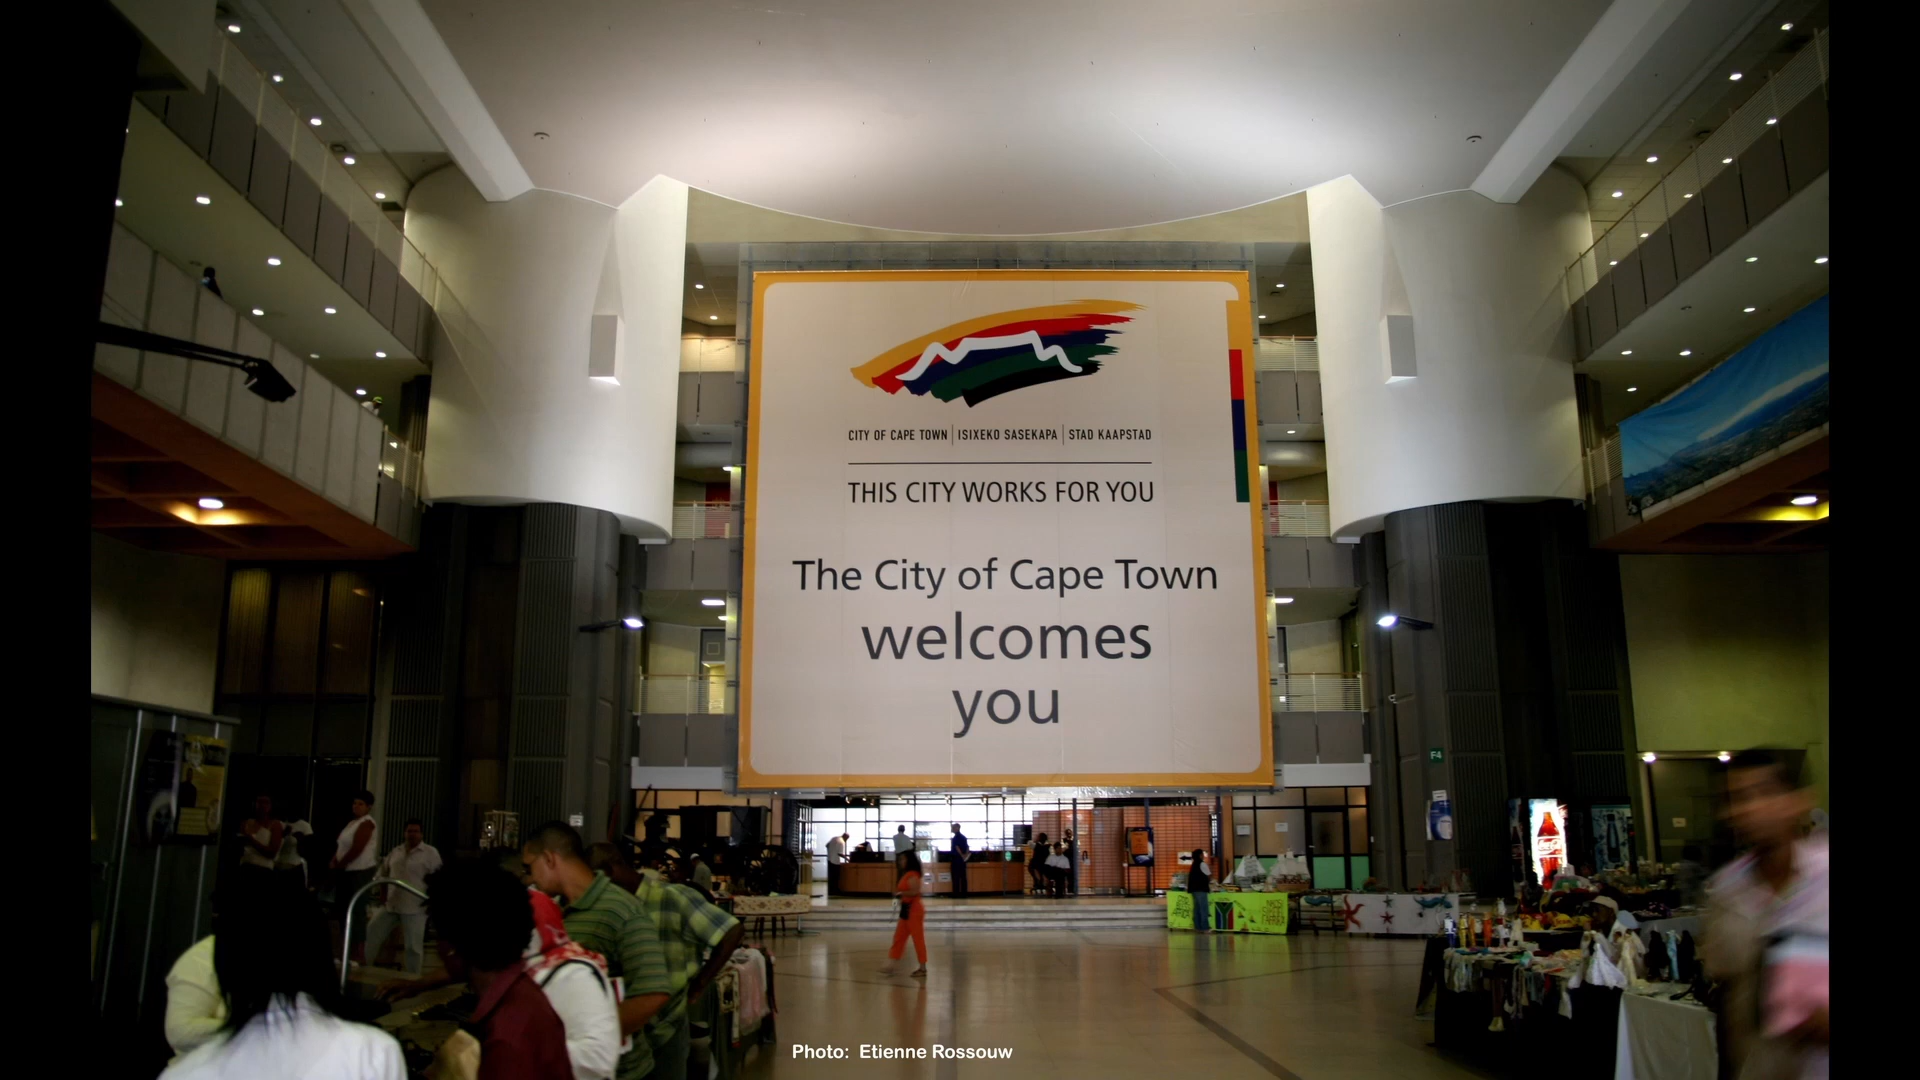 CITY OF CAPE TOWN | ISIXEKO SASEKAPA | STAD KAAPSTAD
THIS CITY WORKS FOR YOU
The City of Cape Town
welcomes
you
F4
Photo: Etienne Rossouw